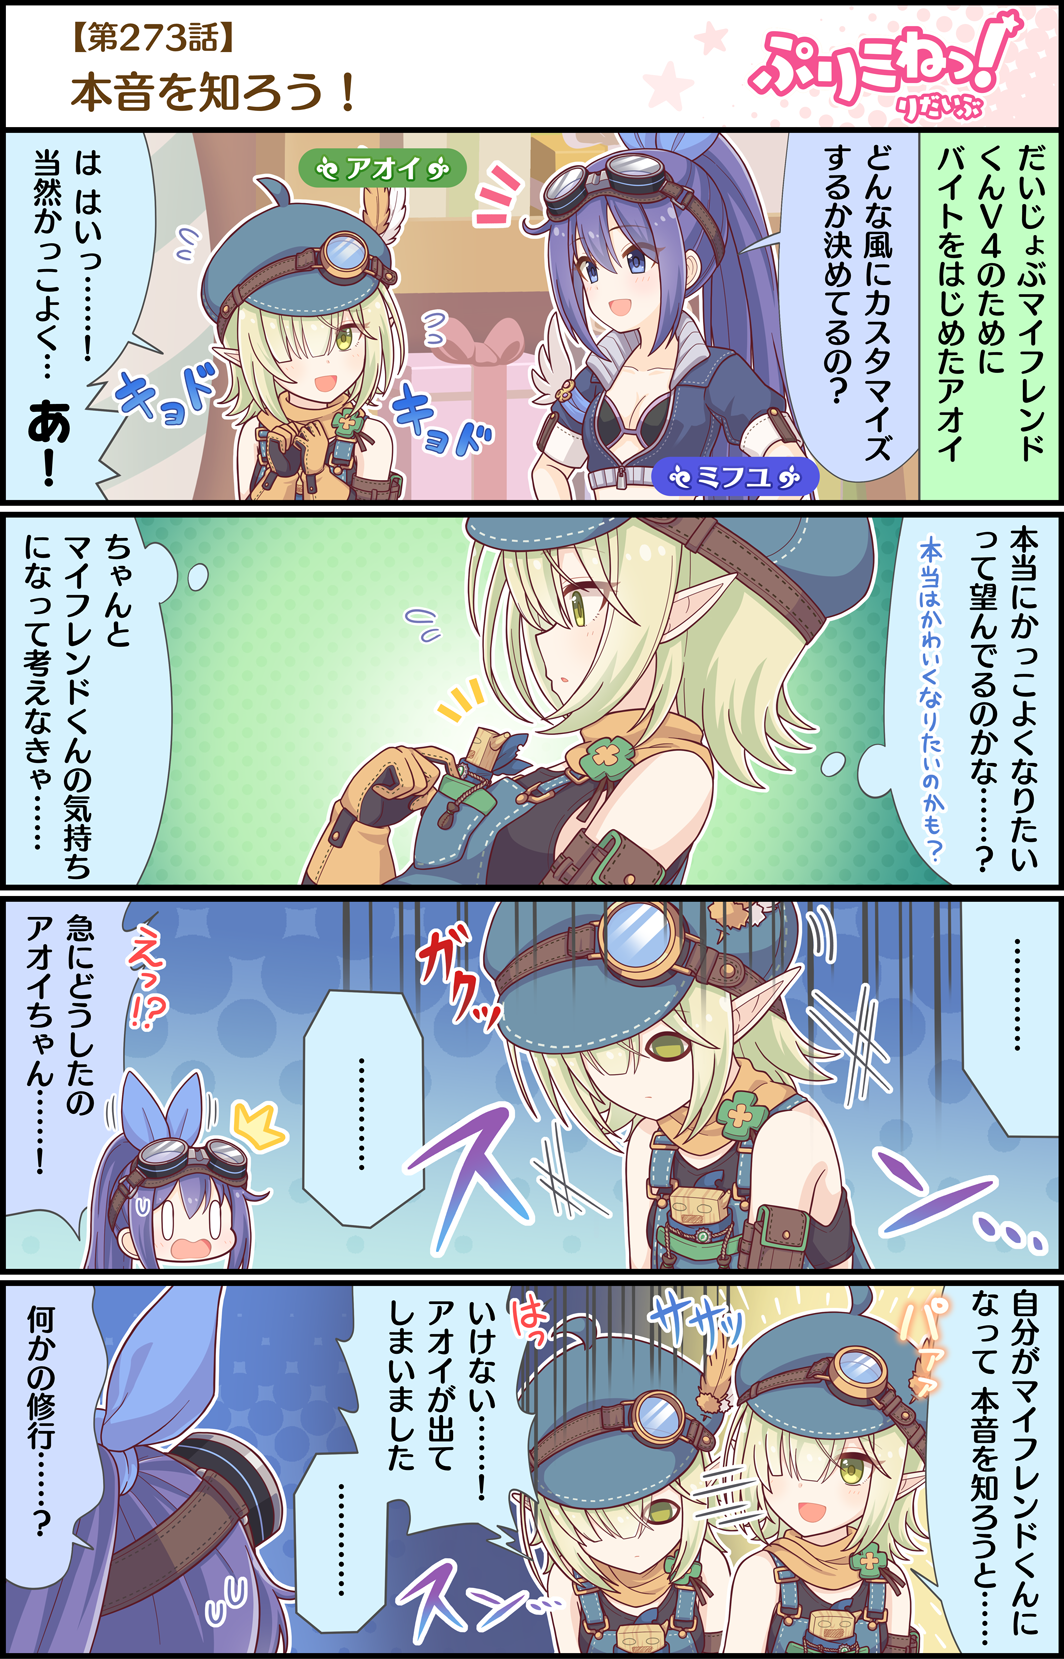 【第273話】
本音を知ろう！
ぷりこねっ！
りだいぶ
だいじょぶマイフレンド
くんV4のために
バイトをはじめたアオイ
どんな風にカスタマイズ
するか決めてるの？
ミフユ
アオイ
は はいっ………！
当然かっこよく…
あ！
キョド
キョド
本当にかっこよくなりたい
って望んでるのかな……？
本当はかわいくなりたいのかも？
ちゃんと
マイフレンドくんの気持ち
になって考えなきゃ……
…………
ガクッ
スン…
…………
えっ!?
急にどうしたの
アオイちゃん……！
自分がマイフレンドくんに
なって 本音を知ろうと……
パアァ
ササッ
はっ
いけない……！
アオイが出て
しまいました
…………
スン…
何かの修行……？